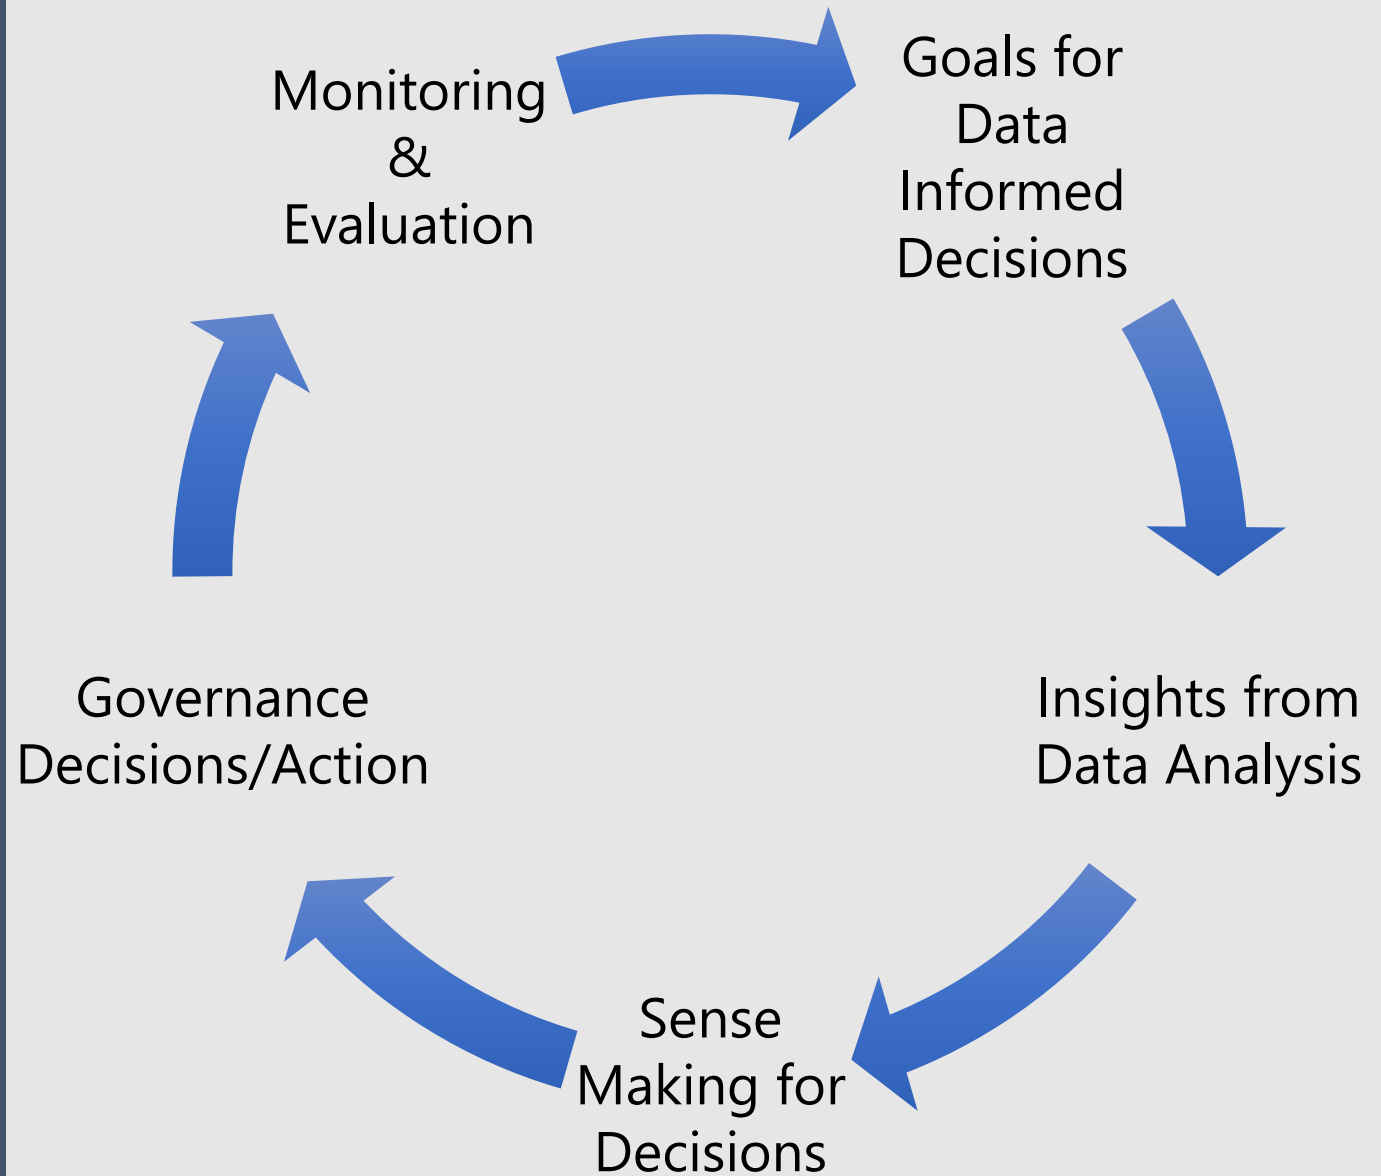 Monitoring
&
Evaluation
Goals for
Data
Informed
Decisions
Insights from
Data Analysis
Sense
Making for
Decisions
Governance
Decisions/Action